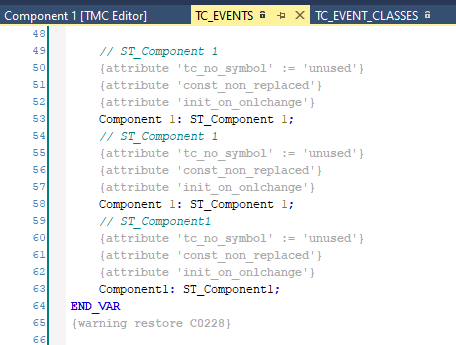 Component 1 [TMC Editor] TC_EVENTS TC_EVENT_CLASSES
48
49 // ST_Component 1
50 {attribute 'tc_no_symbol' := 'unused'}
51 {attribute 'const_non_replaced'}
52 {attribute 'init_on_onlchange'}
53 Component 1: ST_Component 1;
54 // ST_Component 1
55 {attribute 'tc_no_symbol' := 'unused'}
56 {attribute 'const_non_replaced'}
57 {attribute 'init_on_onlchange'}
58 Component 1: ST_Component 1;
59 // ST_Component1
60 {attribute 'tc_no_symbol' := 'unused'}
61 {attribute 'const_non_replaced'}
62 {attribute 'init_on_onlchange'}
63 Component1: ST_Component1;
64 END_VAR
65 {warning restore C0228}
66